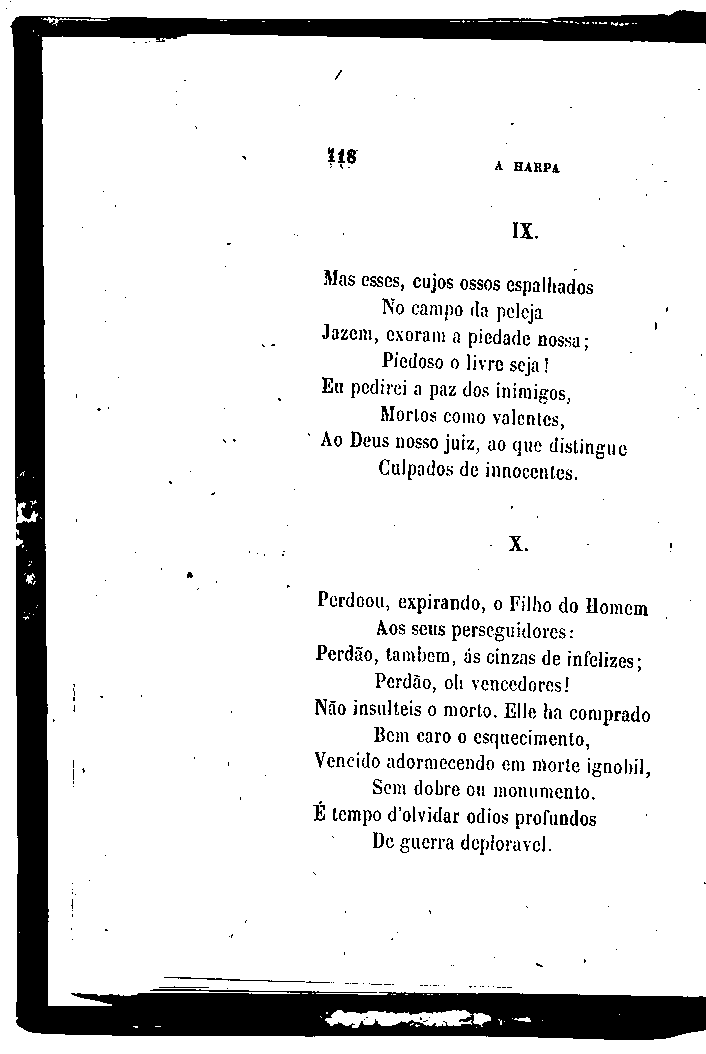 118
A HARPA
IX.
Mas esses, cujos ossos espalhados
No campo da peleja
Jazem, exoram a piedade nossa;
Piedoso o livre seja!
Eu pedirei a paz dos inimigos,
Mortos como valentes,
Ao Deus nosso juiz, ao que distingue
Culpados de innocentes.
X.
Perdoou, expirando, o Filho do Homem
Aos seus perseguidores:
Perdão, tambem, ás cinzas de infelizes;
Perdão, oh vencedores!
Não insulteis o morto. Elle ha comprado
Bem caro o esquecimento,
Vencido adormecendo em morte ignobil,
Sem dobre ou monumento.
É tempo d'olvidar odios profundos
De guerra deploravel.